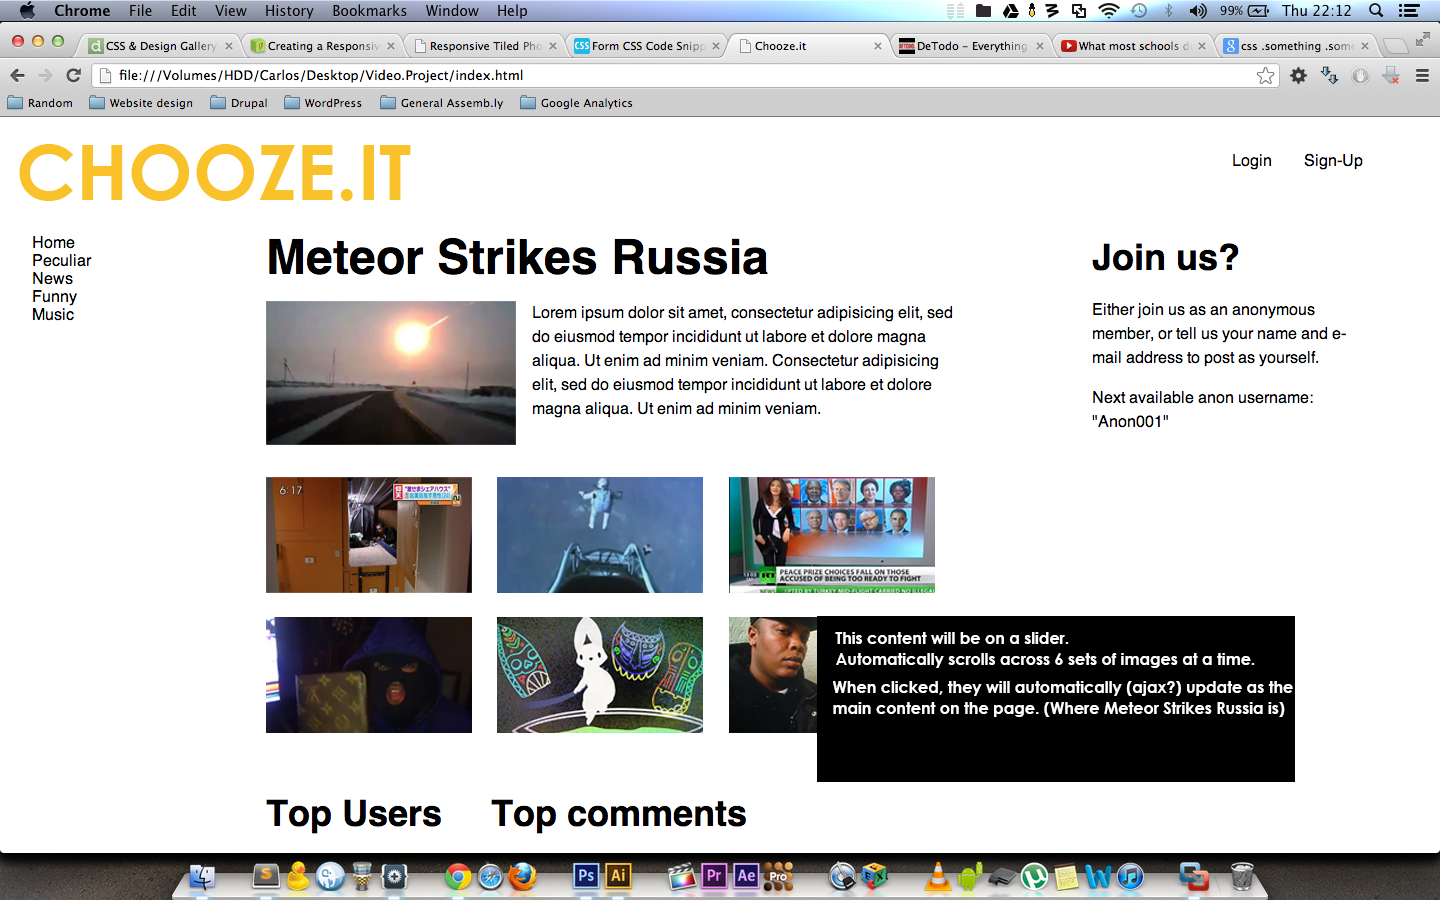 Chrome File Edit View History Bookmarks Window Help 99% Thu 22:12
CSS & Design Gallery Creating a Responsiv Responsive Tiled Pho Form CSS Code Snipp Chooze.it DeTodo – Everything What most schools d css .something .som
file:///Volumes/HDD/Carlos/Desktop/Video.Project/index.html
Random Website design Drupal WordPress General Assemb.ly Google Analytics
CHOOZE.IT
Login Sign-Up
Home
Peculiar
News
Funny
Music
Meteor Strikes Russia
Lorem ipsum dolor sit amet, consectetur adipisicing elit, sed
do eiusmod tempor incididunt ut labore et dolore magna
aliqua. Ut enim ad minim veniam. Consectetur adipisicing
elit, sed do eiusmod tempor incididunt ut labore et dolore
magna aliqua. Ut enim ad minim veniam.
Join us?
Either join us as an anonymous
member, or tell us your name and e-
mail address to post as yourself.
Next available anon username:
"Anon001"
6:17
PEACE PRIZE CHOICES FALL ON THOSE
ACCUSED OF BEING TOO READY TO FIGHT
NEWS PTED BY TURKEY MID-FLIGHT CARRIED NO ILLEGA
This content will be on a slider.
Automatically scrolls across 6 sets of images at a time.
When clicked, they will automatically (ajax?) update as the
main content on the page. (Where Meteor Strikes Russia is)
Top Users Top comments
S Ps Ai Pr Ae Pro W